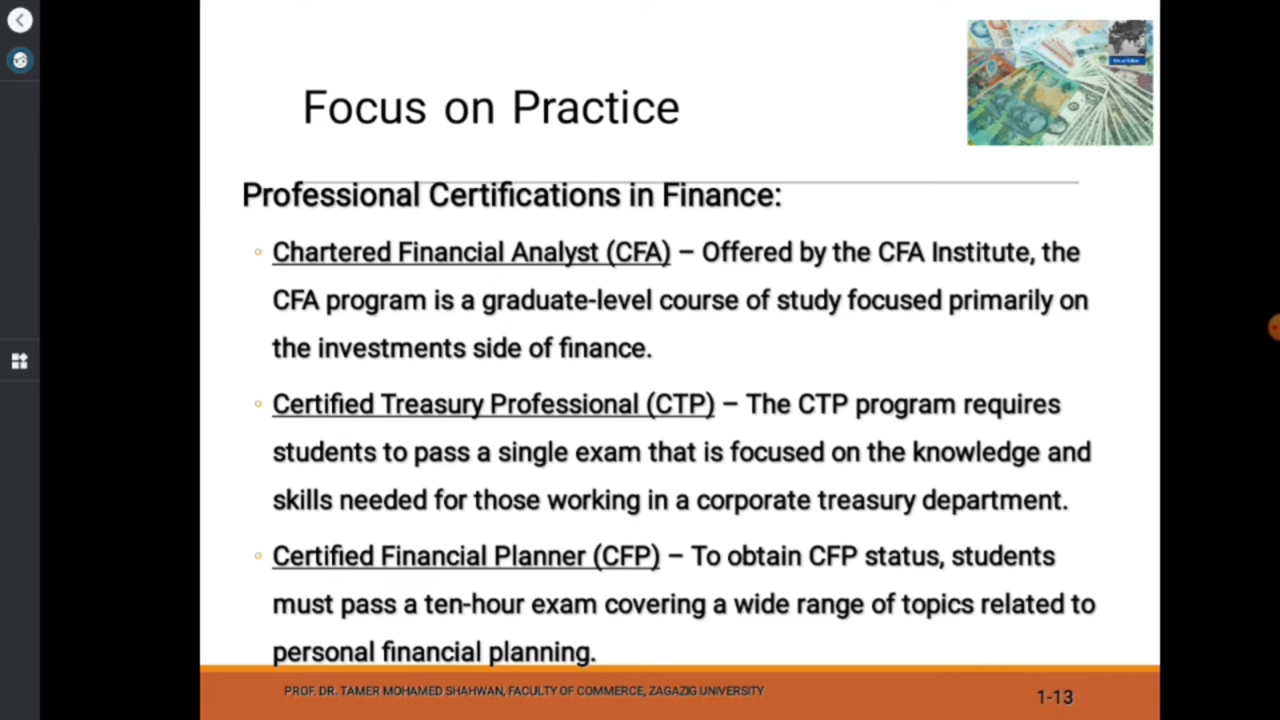 Focus on Practice
Professional Certifications in Finance:
◦ Chartered Financial Analyst (CFA) – Offered by the CFA Institute, the
CFA program is a graduate-level course of study focused primarily on
the investments side of finance.
◦ Certified Treasury Professional (CTP) – The CTP program requires
students to pass a single exam that is focused on the knowledge and
skills needed for those working in a corporate treasury department.
◦ Certified Financial Planner (CFP) – To obtain CFP status, students
must pass a ten-hour exam covering a wide range of topics related to
personal financial planning.
PROF. DR. TAMER MOHAMED SHAHWAN, FACULTY OF COMMERCE, ZAGAZIG UNIVERSITY
1-13